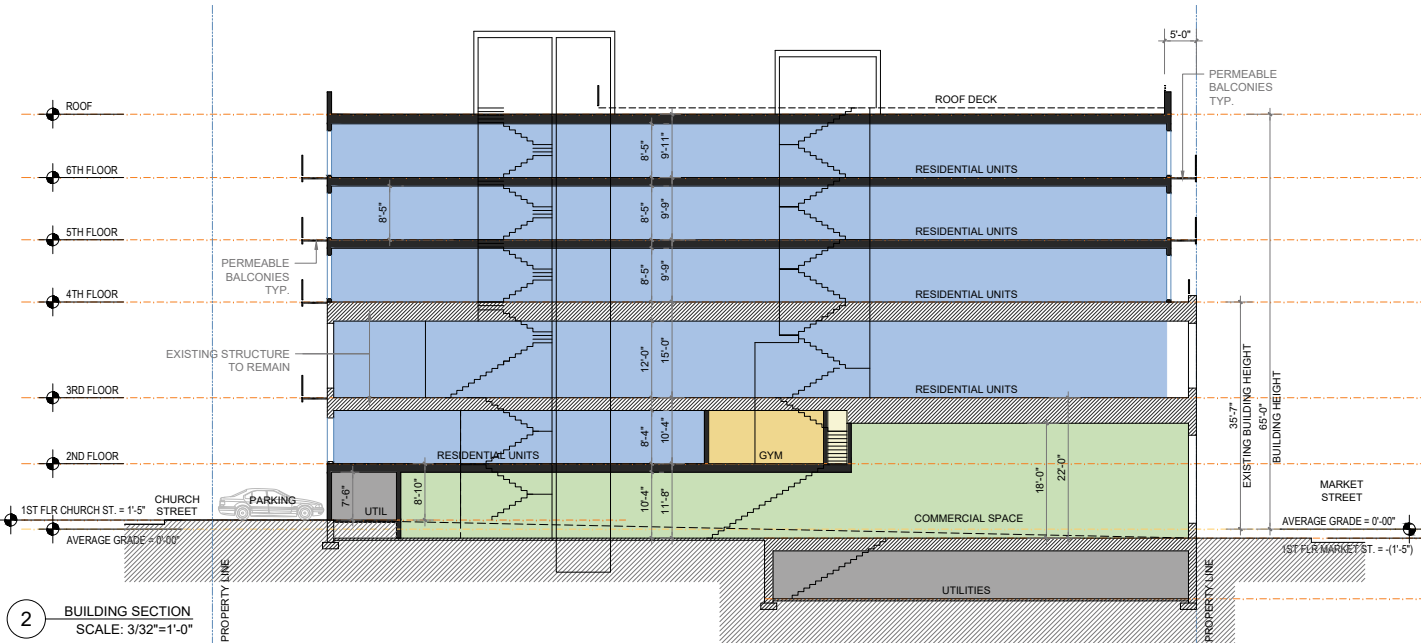 5'-0"
PERMEABLE
BALCONIES
TYP.
ROOF
ROOF DECK
8'-5"
9'-11"
6TH FLOOR
RESIDENTIAL UNITS
8'-5"
8'-5"
9'-9"
5TH FLOOR
RESIDENTIAL UNITS
PERMEABLE
BALCONIES
TYP.
8'-5"
9'-9"
4TH FLOOR
RESIDENTIAL UNITS
EXISTING STRUCTURE
TO REMAIN
12'-0"
15'-0"
3RD FLOOR
RESIDENTIAL UNITS
35'-7"
EXISTING BUILDING HEIGHT
65'-0"
BUILDING HEIGHT
8'-4"
10'-4"
2ND FLOOR
RESIDENTIAL UNITS
GYM
18'-0"
22'-0"
7'-6"
8'-10"
10'-4"
11'-8"
CHURCH
STREET
PARKING
UTIL
MARKET
STREET
1ST FLR CHURCH ST. = 1'-5"
COMMERCIAL SPACE
AVERAGE GRADE = 0'-00"
AVERAGE GRADE = 0'-00"
1ST FLR MARKET ST. = -(1'-5")
UTILITIES
PROPERTY LINE
PROPERTY LINE
2
BUILDING SECTION
SCALE: 3/32"=1'-0"